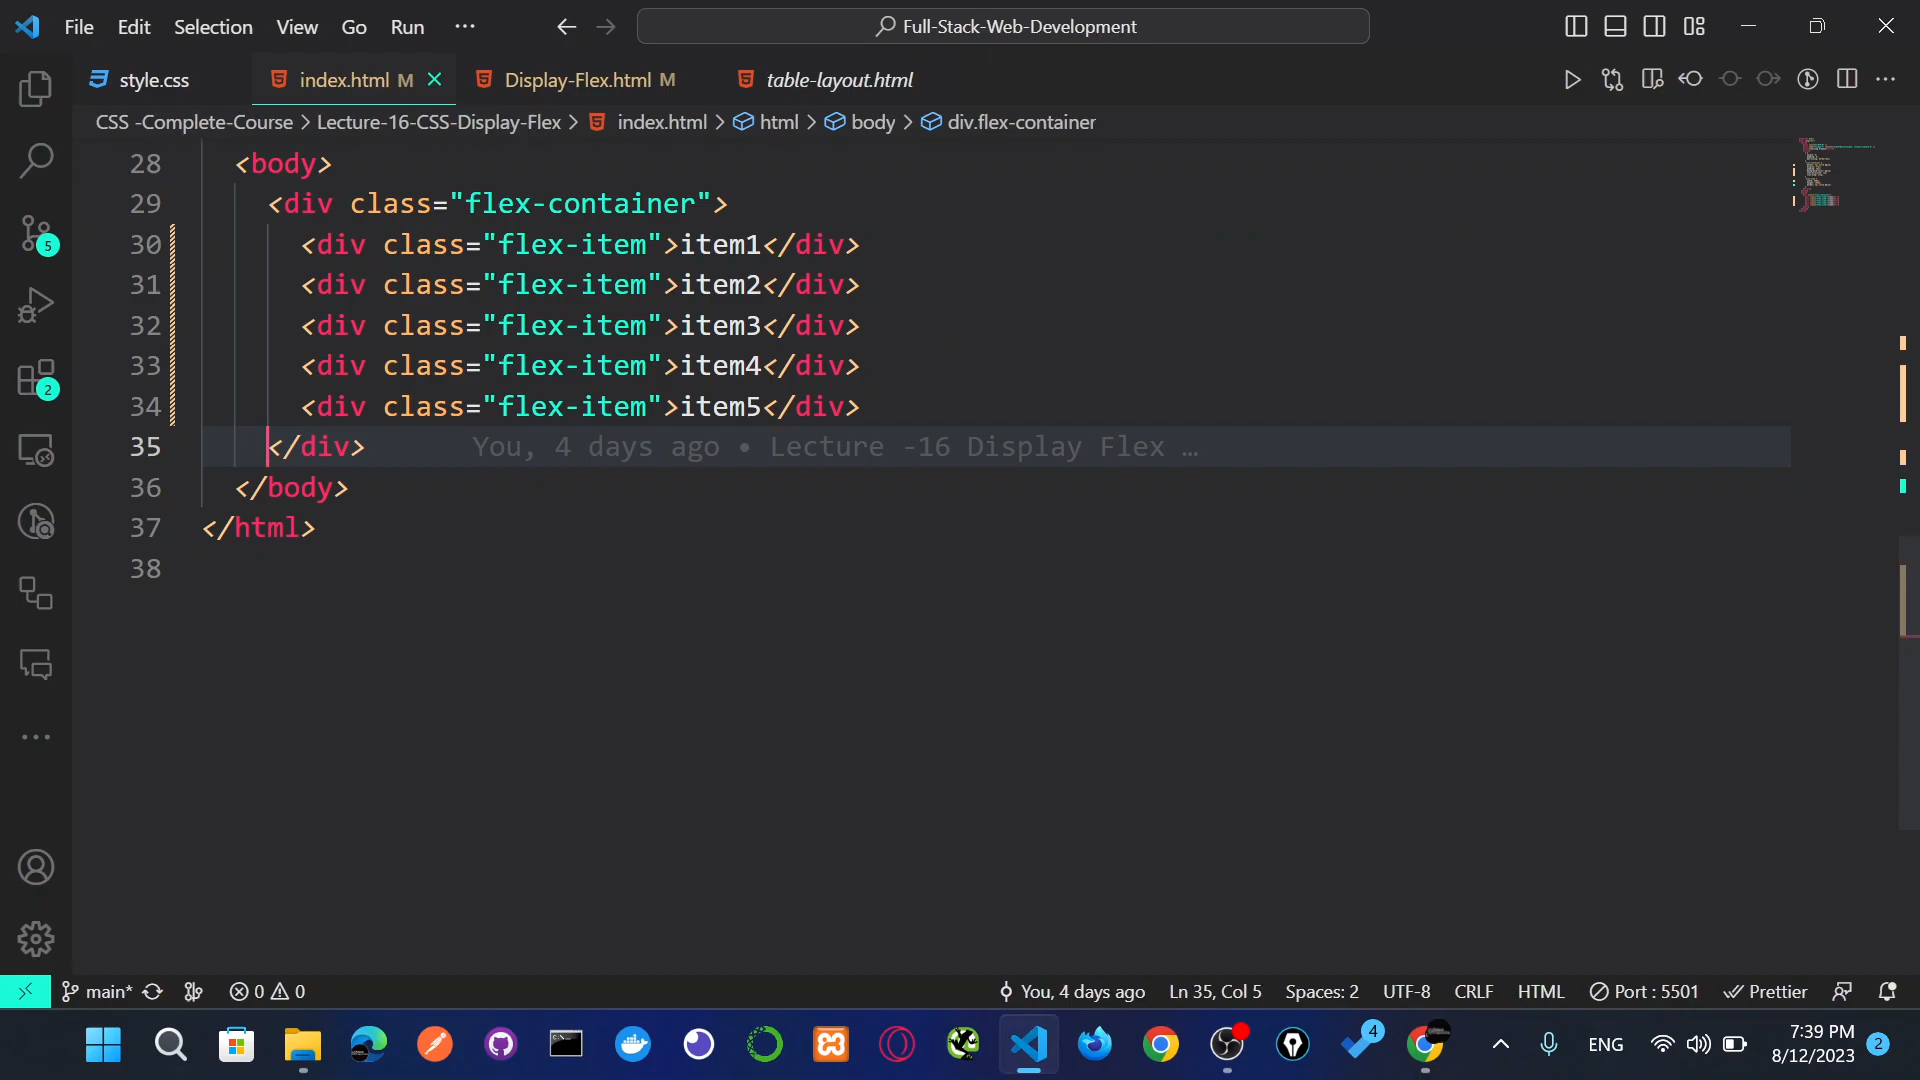 File Edit Selection View Go Run ··· Full-Stack-Web-Development
style.css index.html M Display-Flex.html M table-layout.html
CSS -Complete-Course > Lecture-16-CSS-Display-Flex > index.html > html > body > div.flex-container
28 <body>
29 <div class="flex-container">
30 <div class="flex-item">item1</div>
31 <div class="flex-item">item2</div>
32 <div class="flex-item">item3</div>
33 <div class="flex-item">item4</div>
34 <div class="flex-item">item5</div>
35 </div> You, 4 days ago • Lecture -16 Display Flex …
36 </body>
37 </html>
38
5
2
main* 0 0 You, 4 days ago Ln 35, Col 5 Spaces: 2 UTF-8 CRLF HTML Port : 5501 Prettier
4 ENG 7:39 PM 2
8/12/2023